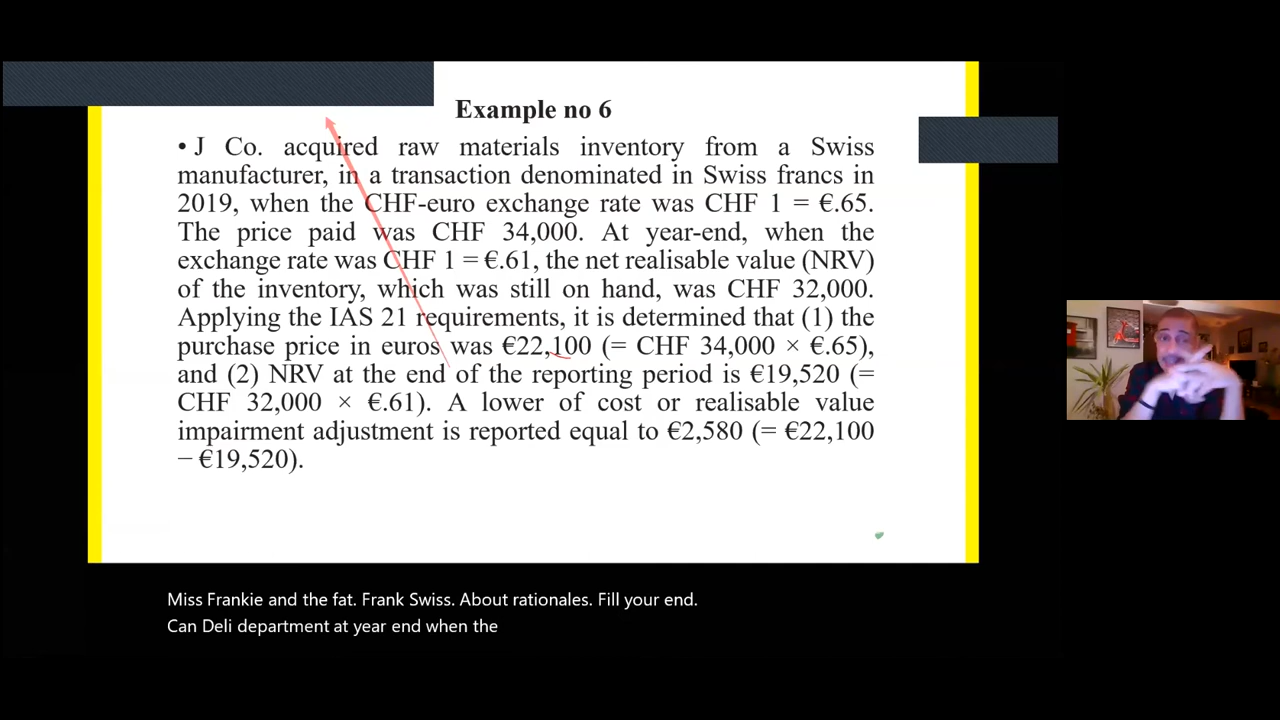 Example no 6
• J Co. acquired raw materials inventory from a Swiss
manufacturer, in a transaction denominated in Swiss francs in
2019, when the CHF-euro exchange rate was CHF 1 = €.65.
The price paid was CHF 34,000. At year-end, when the
exchange rate was CHF 1 = €.61, the net realisable value (NRV)
of the inventory, which was still on hand, was CHF 32,000.
Applying the IAS 21 requirements, it is determined that (1) the
purchase price in euros was €22,100 (= CHF 34,000 × €.65),
and (2) NRV at the end of the reporting period is €19,520 (=
CHF 32,000 × €.61). A lower of cost or realisable value
impairment adjustment is reported equal to €2,580 (= €22,100
− €19,520).
Miss Frankie and the fat. Frank Swiss. About rationales. Fill your end.
Can Deli department at year end when the